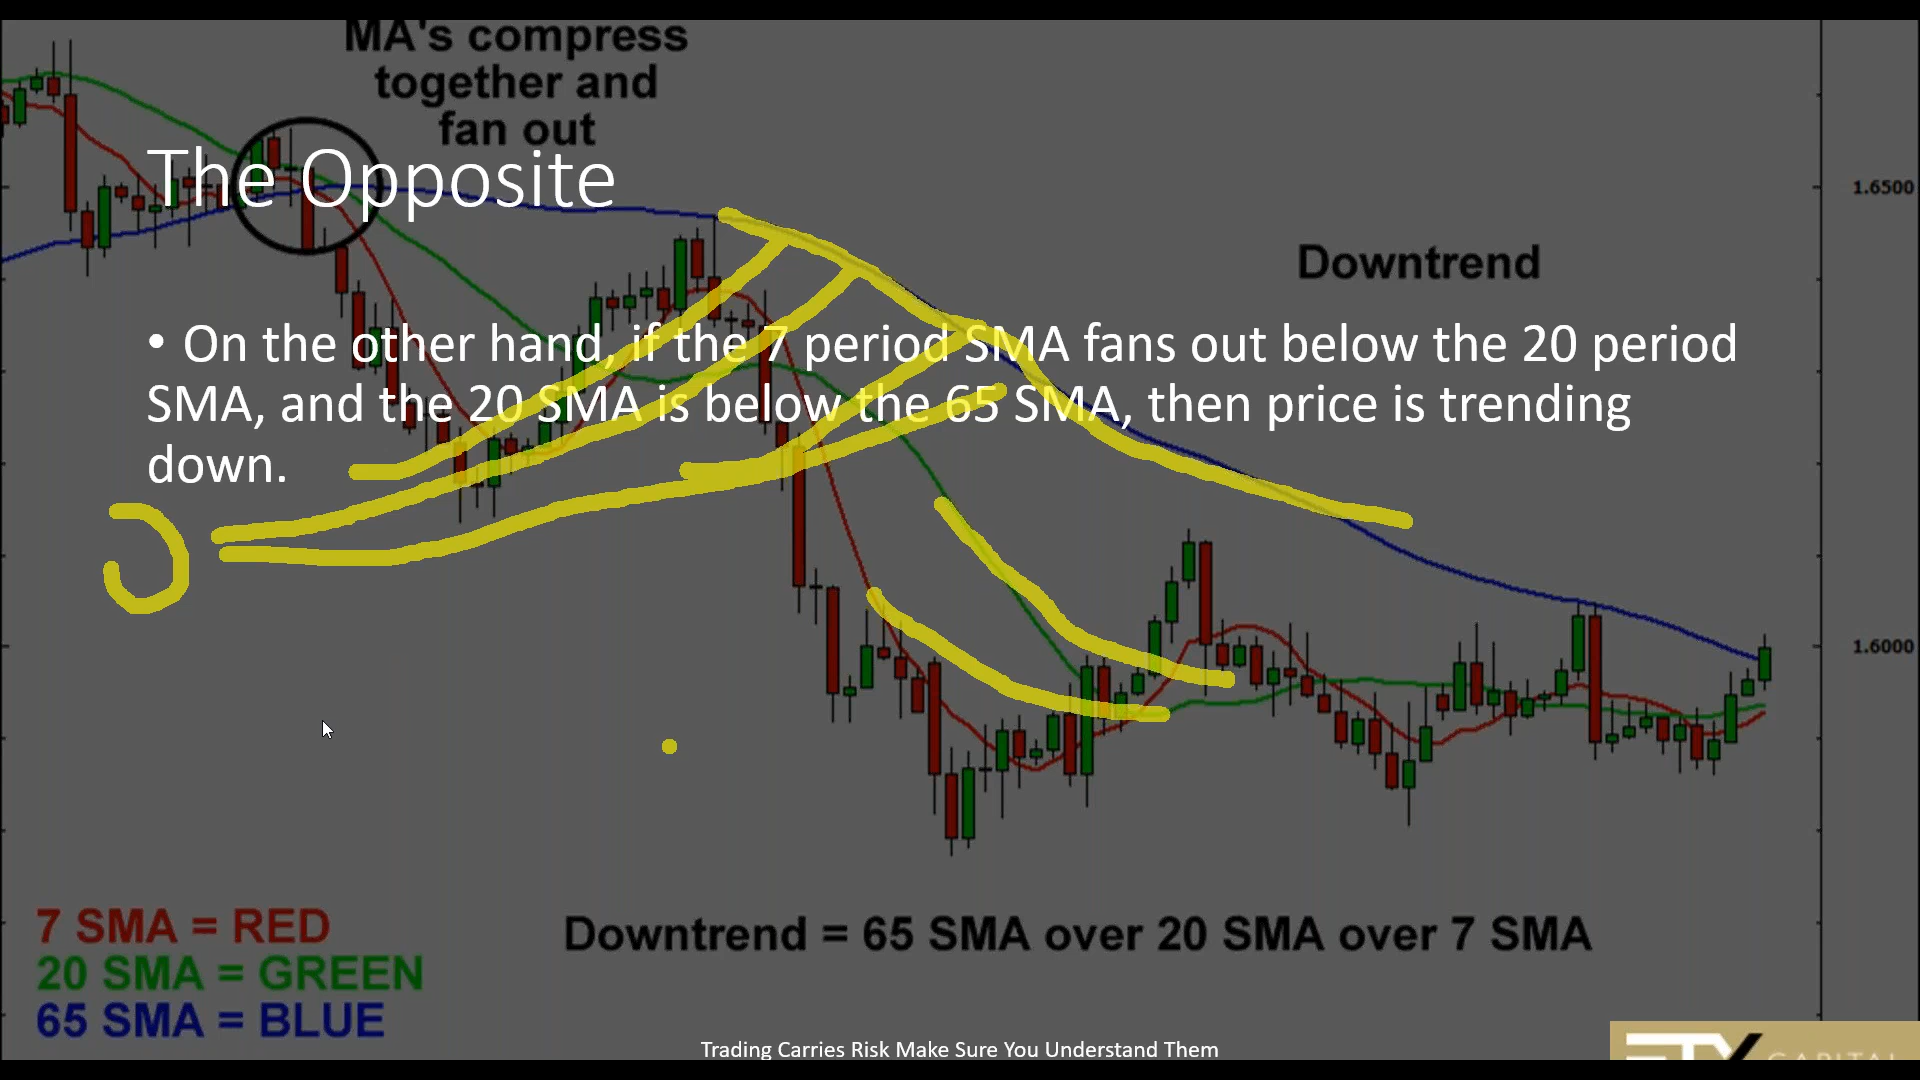 MA's compress
together and
fan out
The Opposite
1.6500
Downtrend
• On the other hand, if the 7 period SMA fans out below the 20 period
SMA, and the 20 SMA is below the 65 SMA, then price is trending
down.
1.6000
7 SMA = RED
20 SMA = GREEN
65 SMA = BLUE
Downtrend = 65 SMA over 20 SMA over 7 SMA
Trading Carries Risk Make Sure You Understand Them
ETX CAPITAL